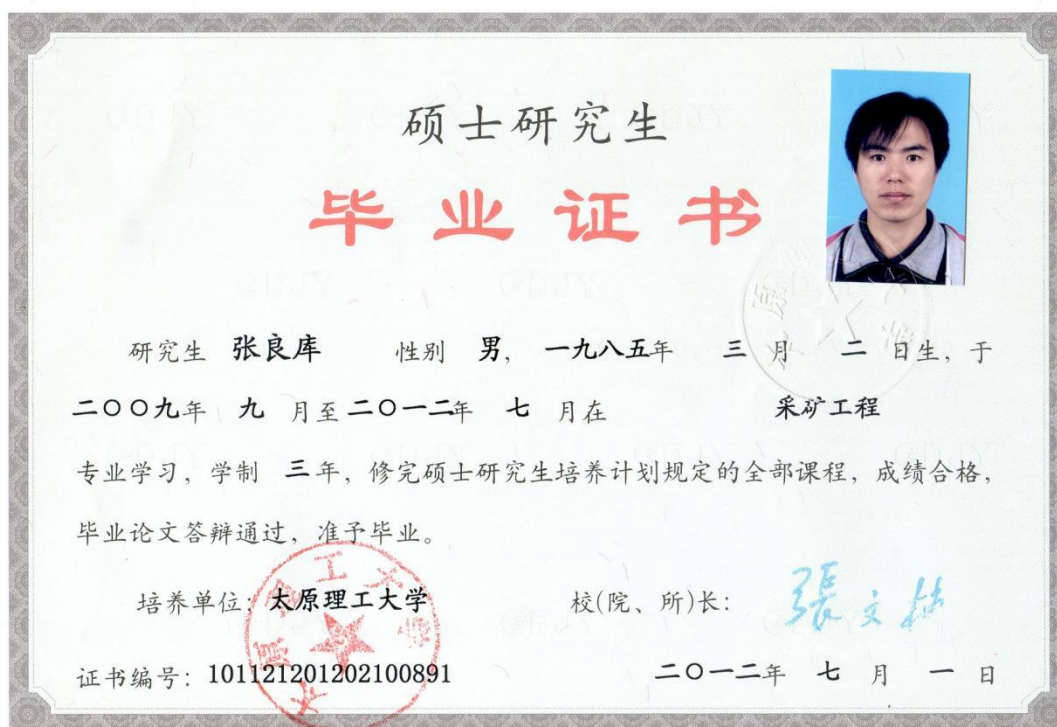 硕士研究生
毕业证书
研究生 张良库 性别 男, 一九八五年 三 月 二 日生, 于
二〇〇九年 九 月至二〇一二年 七 月在 采矿工程
专业学习, 学制 三年, 修完硕士研究生培养计划规定的全部课程, 成绩合格,
毕业论文答辩通过, 准予毕业。
培养单位: 太原理工大学 校(院、所)长:
太原理工大学
证书编号: 101121201202100891 二〇一二年 七 月 一 日